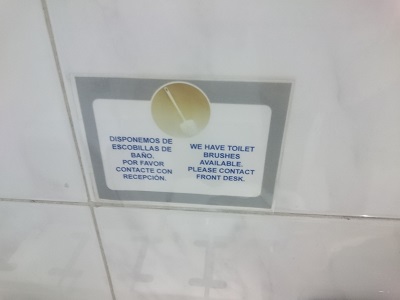 DISPONEMOS DE
ESCOBILLAS DE
BAÑO.
POR FAVOR
CONTACTE CON
RECEPCIÓN.
WE HAVE TOILET
BRUSHES
AVAILABLE.
PLEASE CONTACT
FRONT DESK.